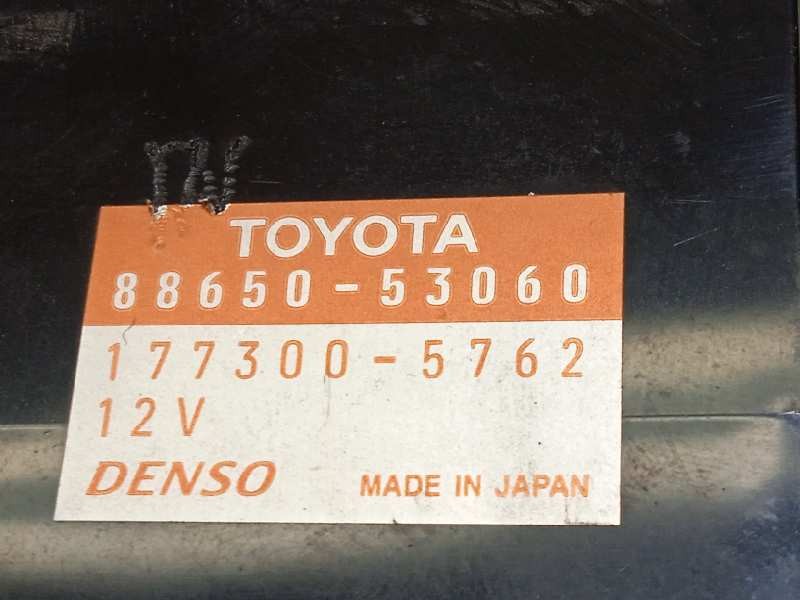 TOYOTA
88650-53060
177300-5762
12V
DENSO MADE IN JAPAN